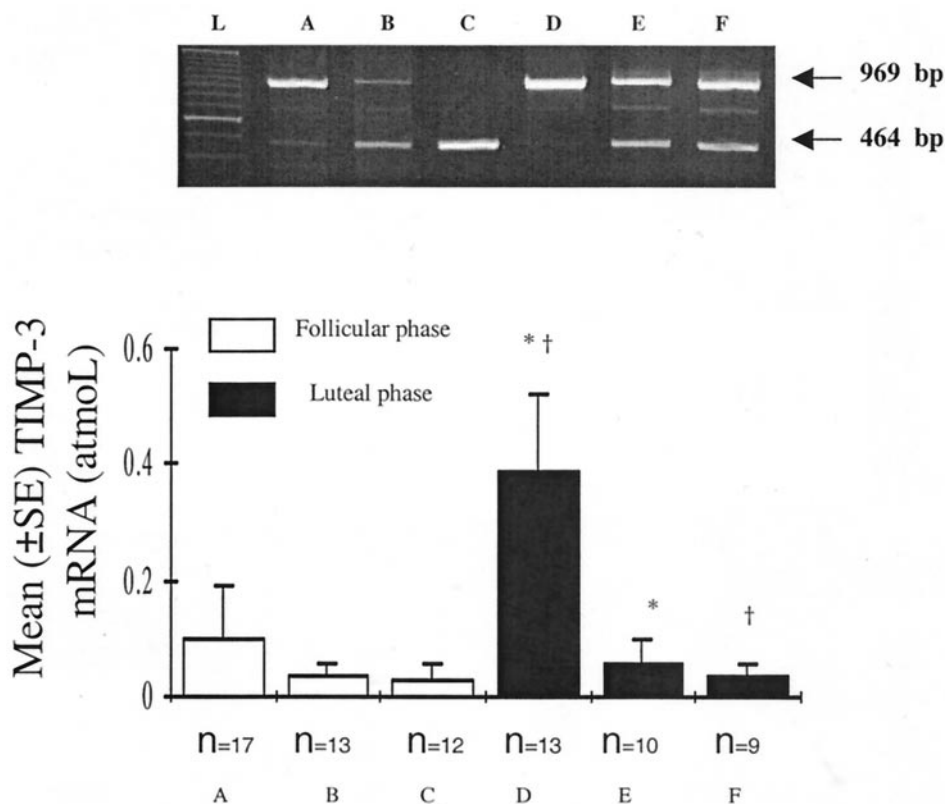 L A B C D E F
969 bp
464 bp
Mean (±SE) TIMP-3
mRNA (atmoL)
Follicular phase
Luteal phase
0.6
0.4
0.2
0
* †
*
†
n=17 n=13 n=12 n=13 n=10 n=9
A B C D E F